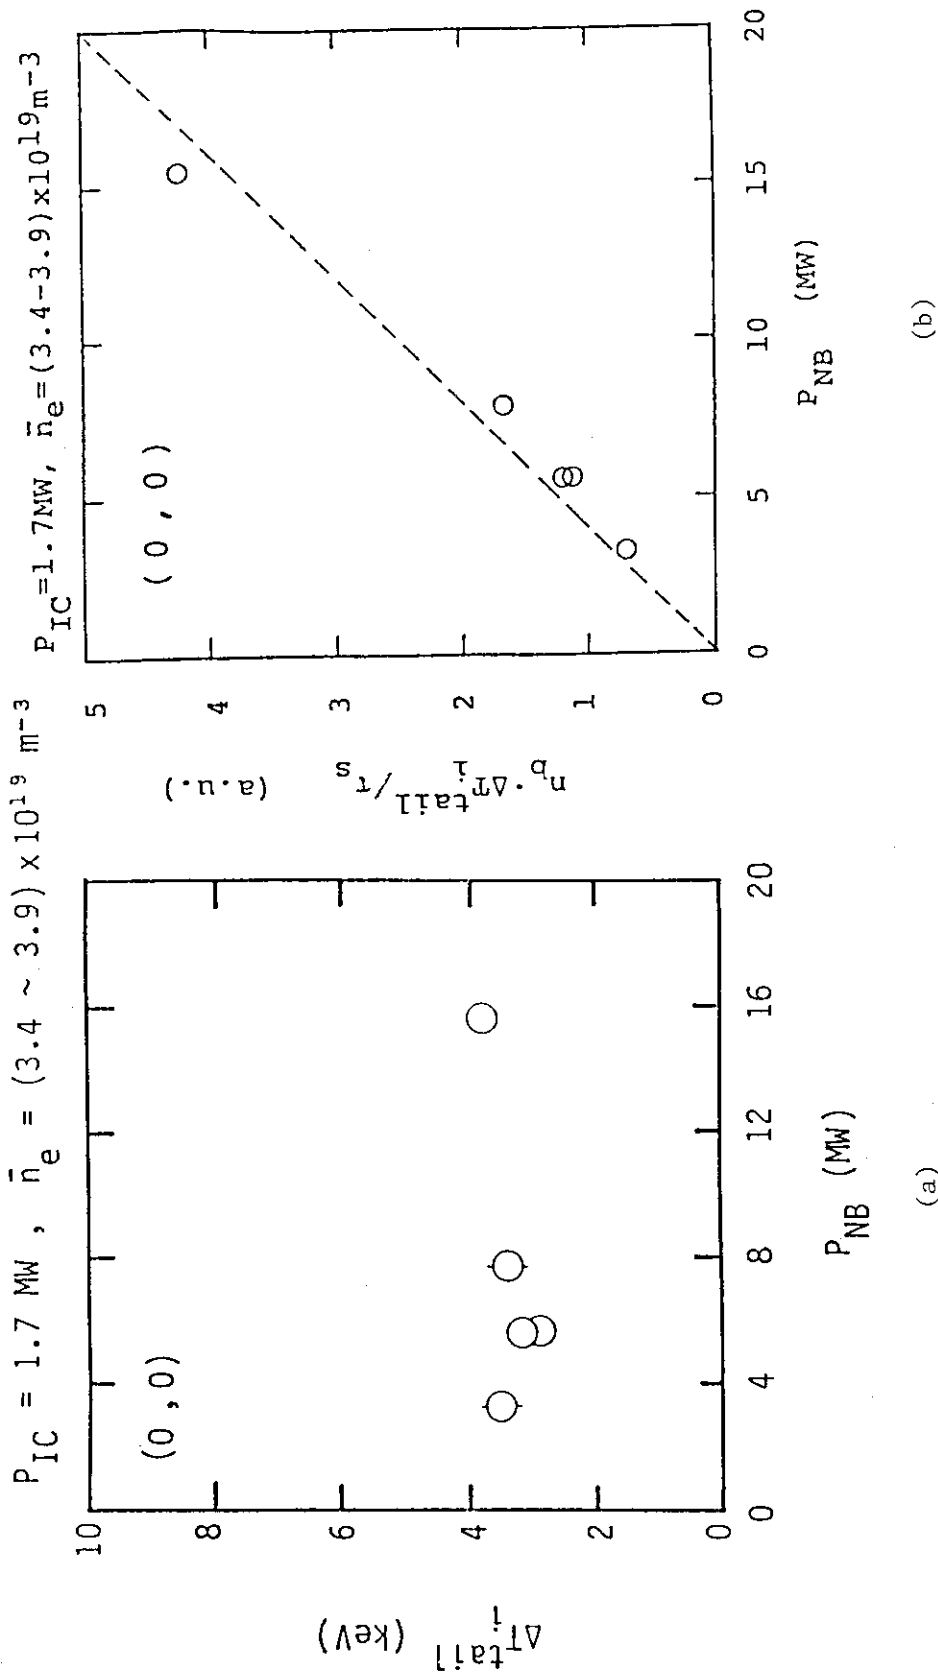 P_IC = 1.7 MW , n̄_e = (3.4 ~ 3.9) x 10^19 m^-3
(0 ,0)
10
8
6
4
2
0
0
4
8
12
16
20
ΔT_i^tail (keV)
P_NB (MW)
(a)
P_IC=1.7MW, n̄_e=(3.4-3.9)x10^19 m^-3
( 0 , 0 )
5
4
3
2
1
0
0
5
10
15
20
n_b·ΔT_i^tail/τ_s (a.u.)
P_NB (MW)
(b)